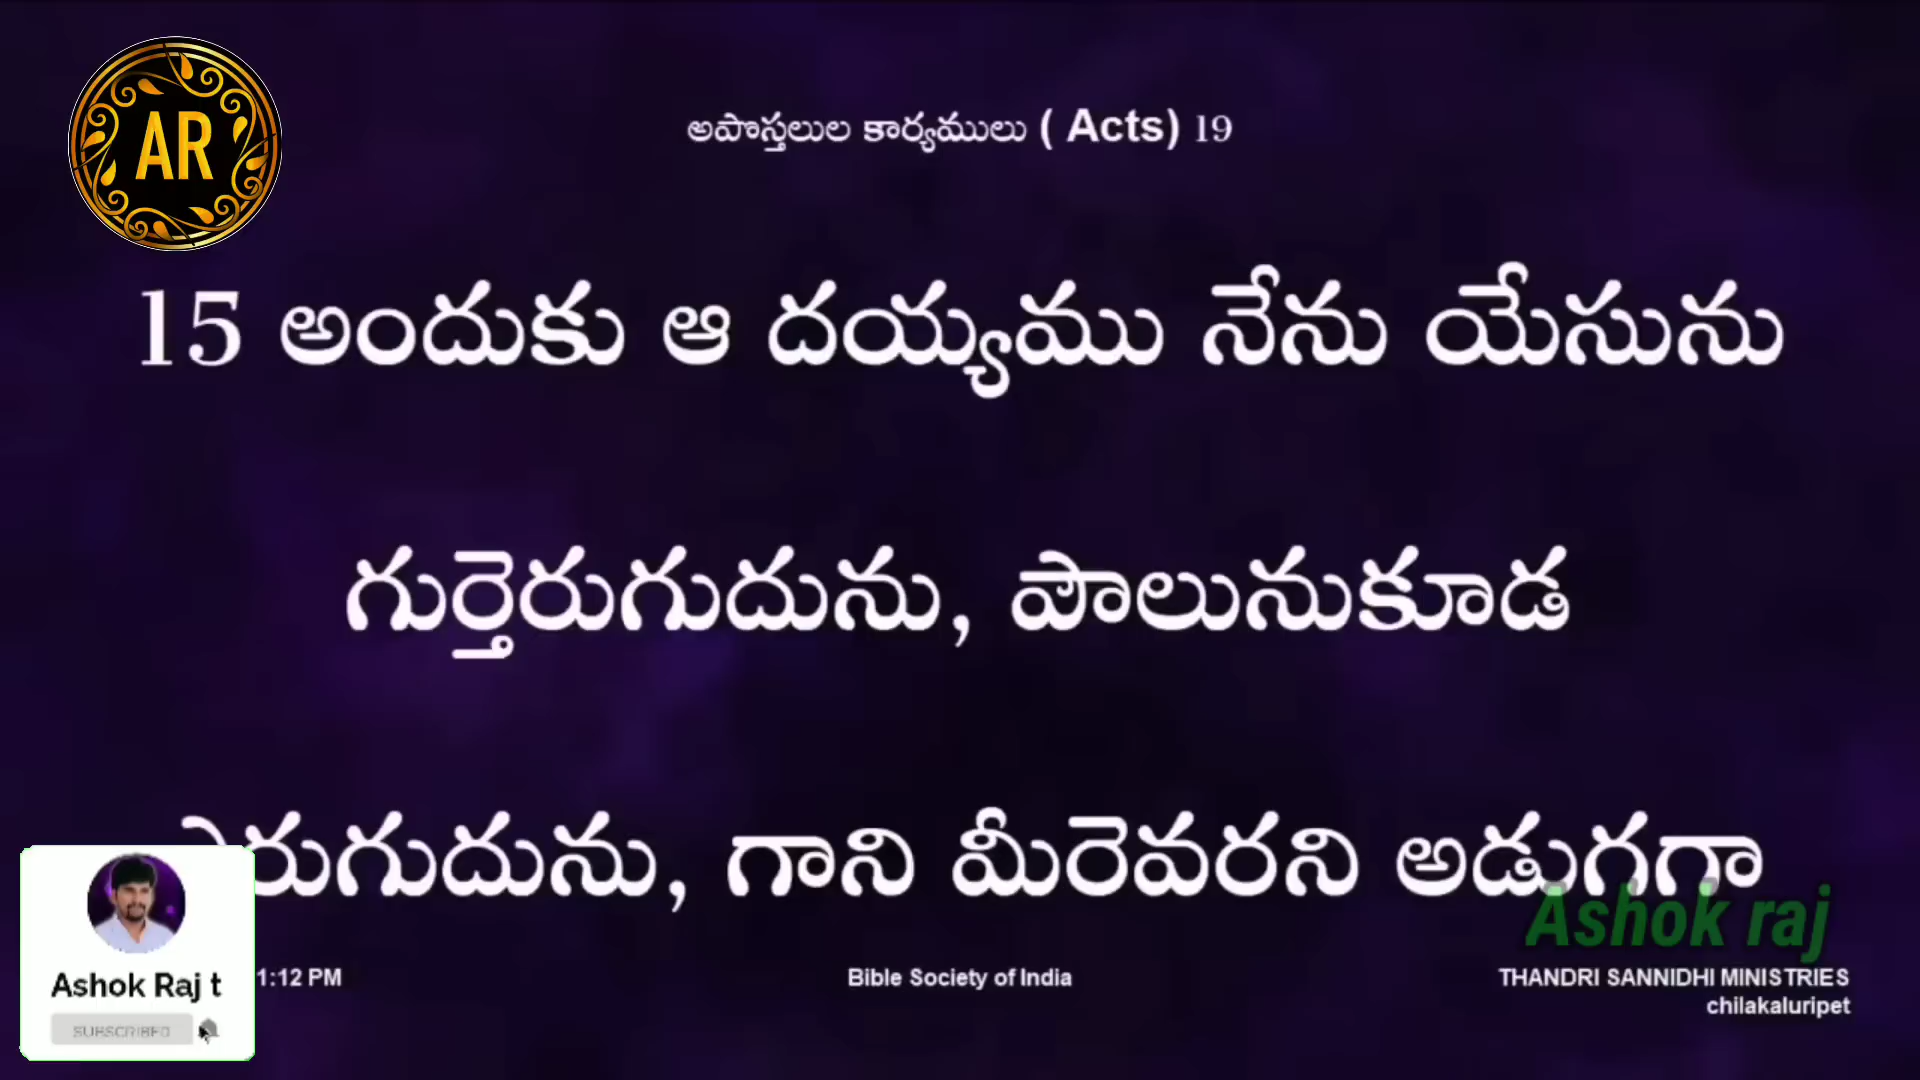 AR
అపొస్తలుల కార్యములు ( Acts) 19
15 అందుకు ఆ దయ్యము నేను యేసును
గుర్తెరుగుదును, పౌలునుకూడ
ఎరుగుదును, గాని మీరెవరని అడుగగా
Ashok raj
Ashok Raj t
SUBSCRIBED
1:12 PM
Bible Society of India
THANDRI SANNIDHI MINISTRIES
chilakaluripet